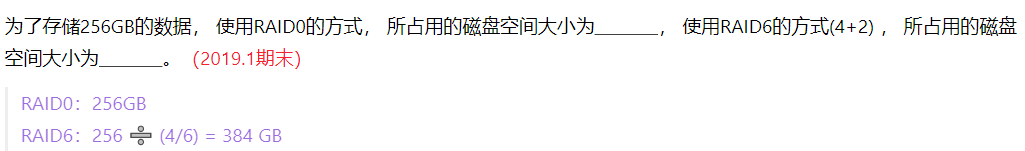 为了存储256GB的数据， 使用RAID0的方式， 所占用的磁盘空间大小为_______， 使用RAID6的方式(4+2) ， 所占用的磁盘
空间大小为_______。 （2019.1期末）
RAID0：256GB
RAID6：256 ➗ (4/6) = 384 GB